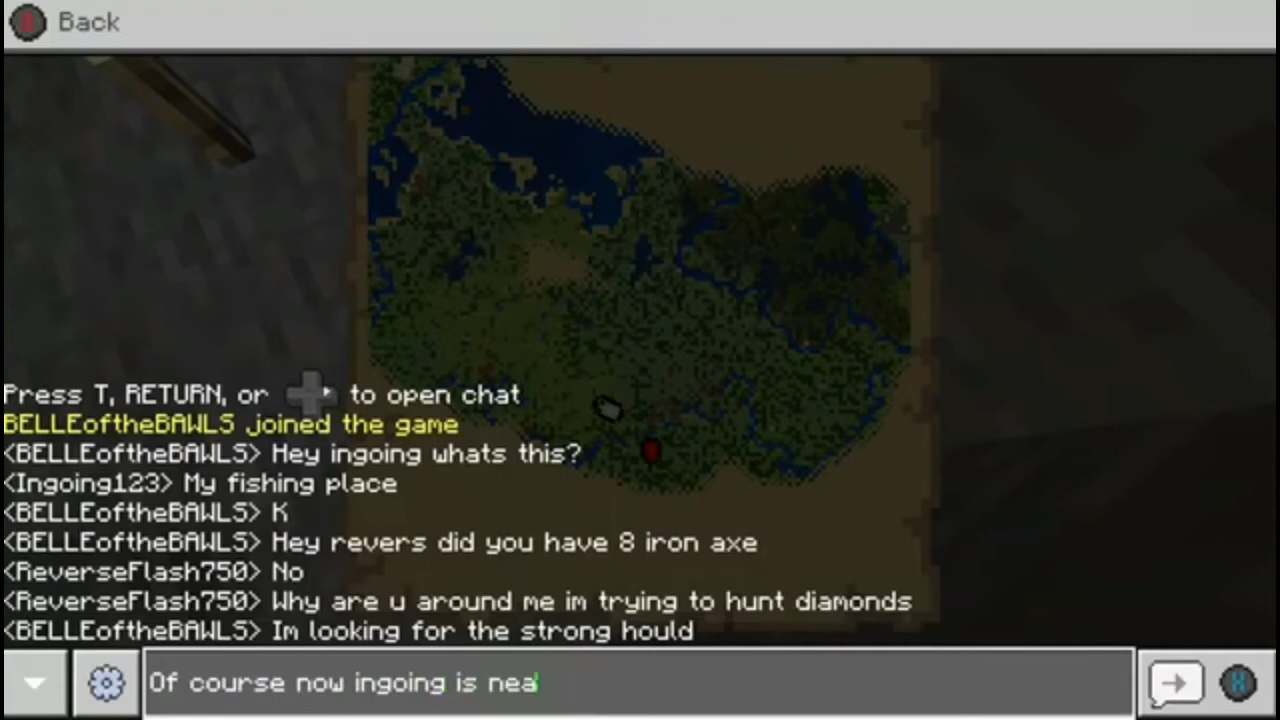 Back
Press T, RETURN, or to open chat
BELLEoftheBAWLS joined the game
<BELLEoftheBAWLS> Hey ingoing whats this?
<Ingoing123> My fishing place
<BELLEoftheBAWLS> K
<BELLEoftheBAWLS> Hey revers did you have 8 iron axe
<ReverseFlash750> No
<ReverseFlash750> Why are u around me im trying to hunt diamonds
<BELLEoftheBAWLS> Im looking for the strong hould
Of course now ingoing is nea